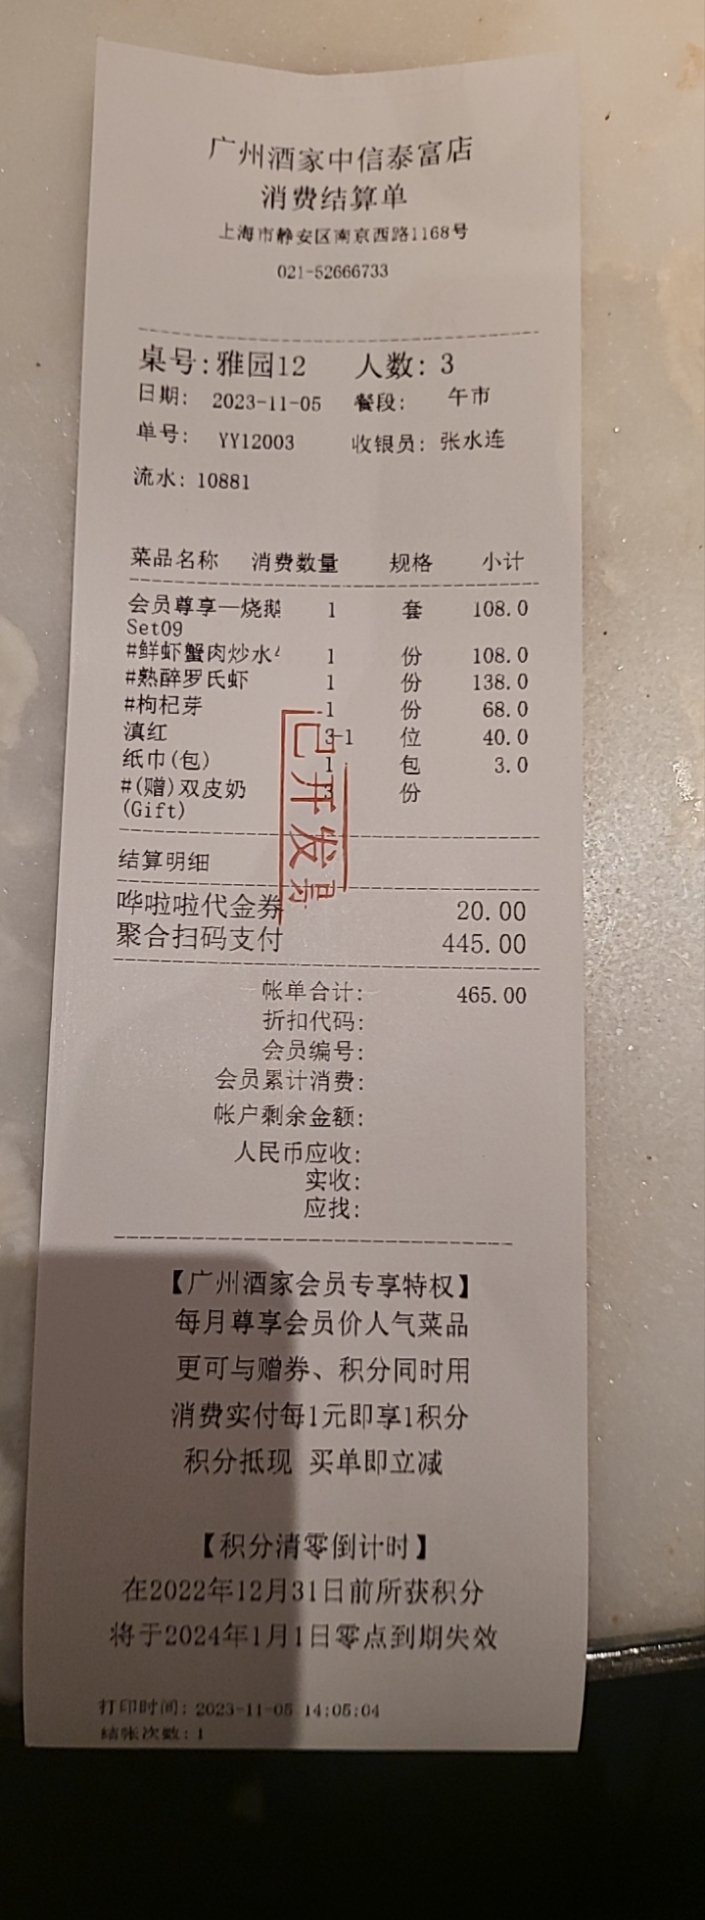 广州酒家中信泰富店
消费结算单
上海市静安区南京西路1168号
021-52666733
桌号:雅园12 人数: 3
日期: 2023-11-05 餐段: 午市
单号: YY12003 收银员: 张水连
流水: 10881
菜品名称 消费数量 规格 小计
会员尊享—烧鹅 1 套 108.0
Set09
#鲜虾蟹肉炒水 1 份 108.0
#熟醉罗氏虾 1 份 138.0
#枸杞芽 1 份 68.0
滇红 3-1 位 40.0
纸巾(包) 1 包 3.0
#(赠)双皮奶 3 份
(Gift)
已开发
结算明细
哗啦啦代金券 20.00
聚合扫码支付 445.00
帐单合计: 465.00
折扣代码:
会员编号:
会员累计消费:
帐户剩余金额:
人民币应收:
实收:
应找:
【广州酒家会员专享特权】
每月尊享会员价人气菜品
更可与赠券、积分同时用
消费实付每1元即享1积分
积分抵现 买单即立减
【积分清零倒计时】
在2022年12月31日前所获积分
将于2024年1月1日零点到期失效
打印时间: 2023-11-05 14:05:04
结帐次数: 1